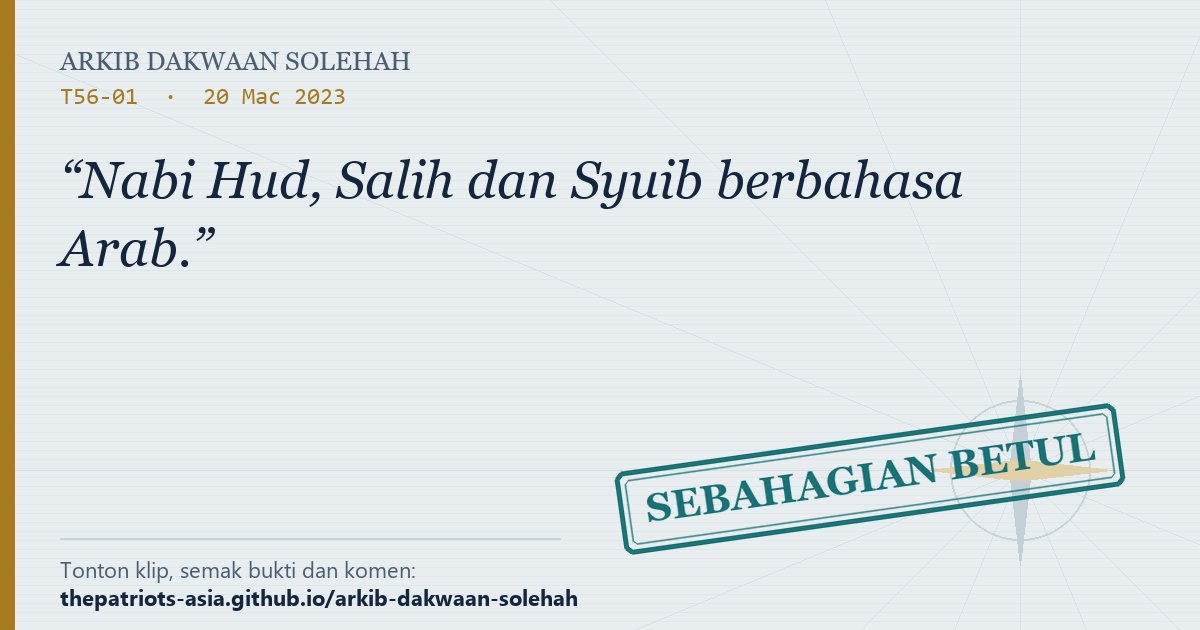 ARKIB DAKWAAN SOLEHAH
T56-01 · 20 Mac 2023
“Nabi Hud, Salih dan Syuib berbahasa
Arab.”
SEBAHAGIAN BETUL
Tonton klip, semak bukti dan komen:
thepatriots-asia.github.io/arkib-dakwaan-solehah